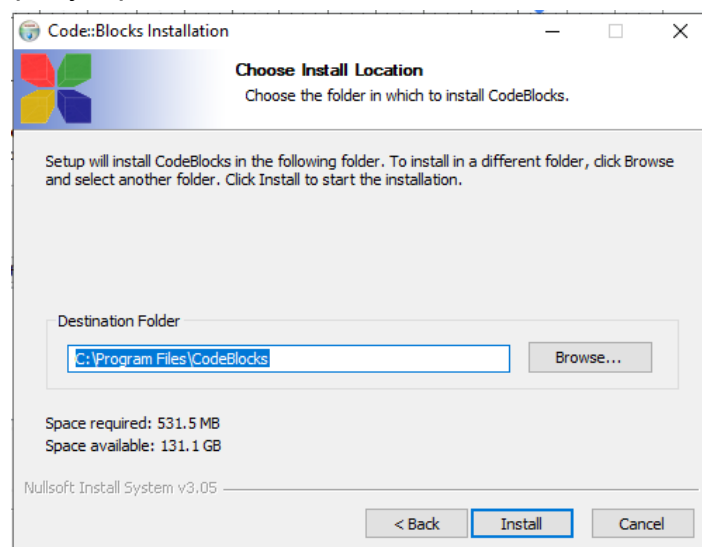 Code::Blocks Installation
Choose Install Location
Choose the folder in which to install CodeBlocks.
Setup will install CodeBlocks in the following folder. To install in a different folder, click Browse
and select another folder. Click Install to start the installation.
Destination Folder
C:\Program Files\CodeBlocks
Browse...
Space required: 531.5 MB
Space available: 131.1 GB
Nullsoft Install System v3.05
< Back Install Cancel